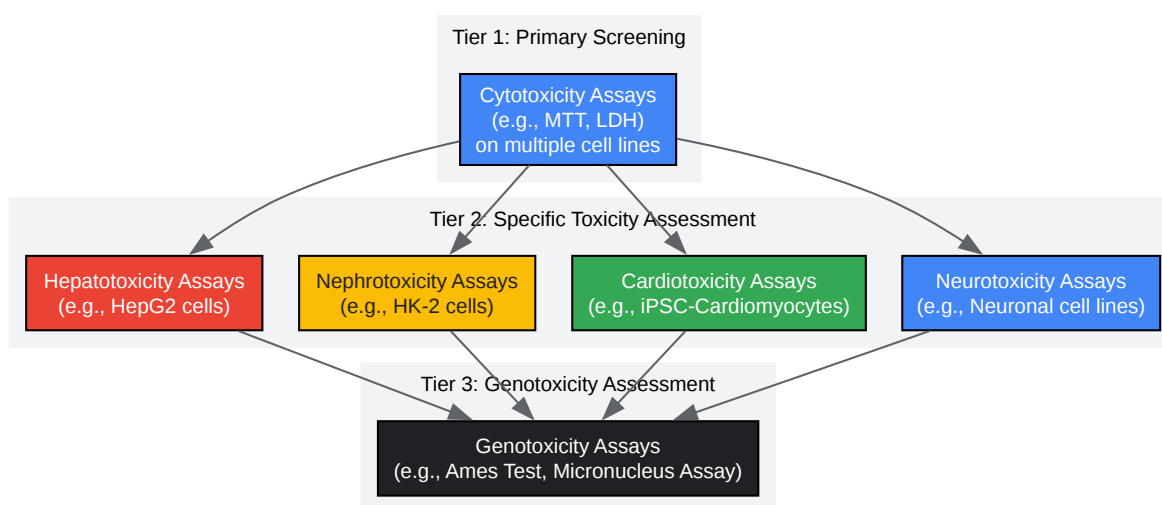 Tier 1: Primary Screening
Cytotoxicity Assays
(e.g., MTT, LDH)
on multiple cell lines
Tier 2: Specific Toxicity Assessment
Hepatotoxicity Assays
(e.g., HepG2 cells)
Nephrotoxicity Assays
(e.g., HK-2 cells)
Cardiotoxicity Assays
(e.g., iPSC-Cardiomyocytes)
Neurotoxicity Assays
(e.g., Neuronal cell lines)
Tier 3: Genotoxicity Assessment
Genotoxicity Assays
(e.g., Ames Test, Micronucleus Assay)